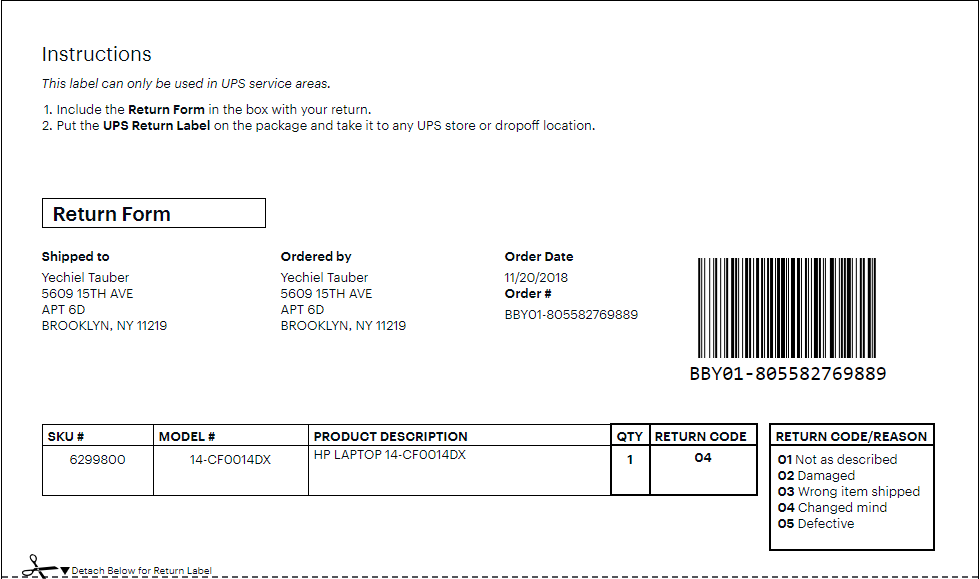 Instructions
This label can only be used in UPS service areas.
1. Include the Return Form in the box with your return.
2. Put the UPS Return Label on the package and take it to any UPS store or dropoff location.
Return Form
Shipped to
Yechiel Tauber
5609 15TH AVE
APT 6D
BROOKLYN, NY 11219
Ordered by
Yechiel Tauber
5609 15TH AVE
APT 6D
BROOKLYN, NY 11219
Order Date
11/20/2018
Order #
BBY01-805582769889
BBY01-805582769889
SKU # MODEL # PRODUCT DESCRIPTION QTY RETURN CODE
6299800 14-CF0014DX HP LAPTOP 14-CF0014DX 1 04
RETURN CODE/REASON
01 Not as described
02 Damaged
03 Wrong item shipped
04 Changed mind
05 Defective
Detach Below for Return Label